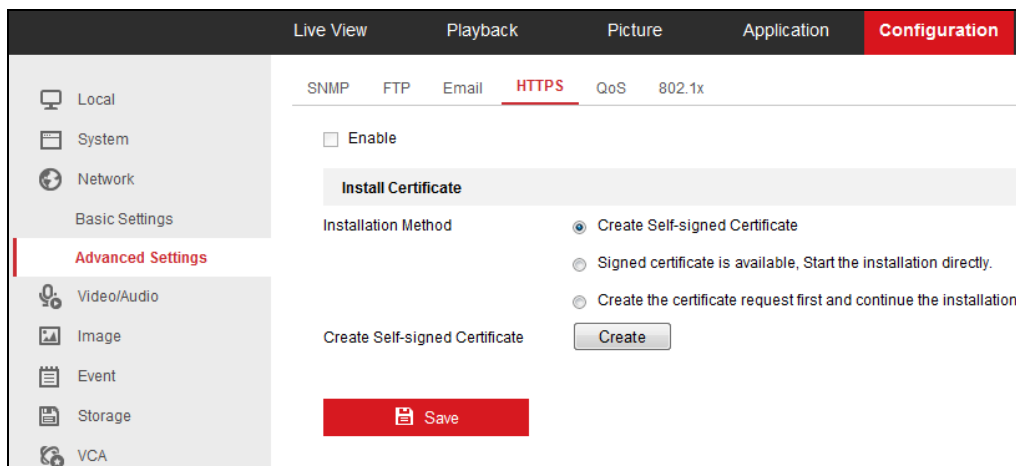 Live View Playback Picture Application Configuration
SNMP FTP Email HTTPS QoS 802.1x
Local
System
Network
Basic Settings
Advanced Settings
Video/Audio
Image
Event
Storage
VCA
Enable
Install Certificate
Installation Method
Create Self-signed Certificate
Signed certificate is available, Start the installation directly.
Create the certificate request first and continue the installation
Create Self-signed Certificate Create
Save